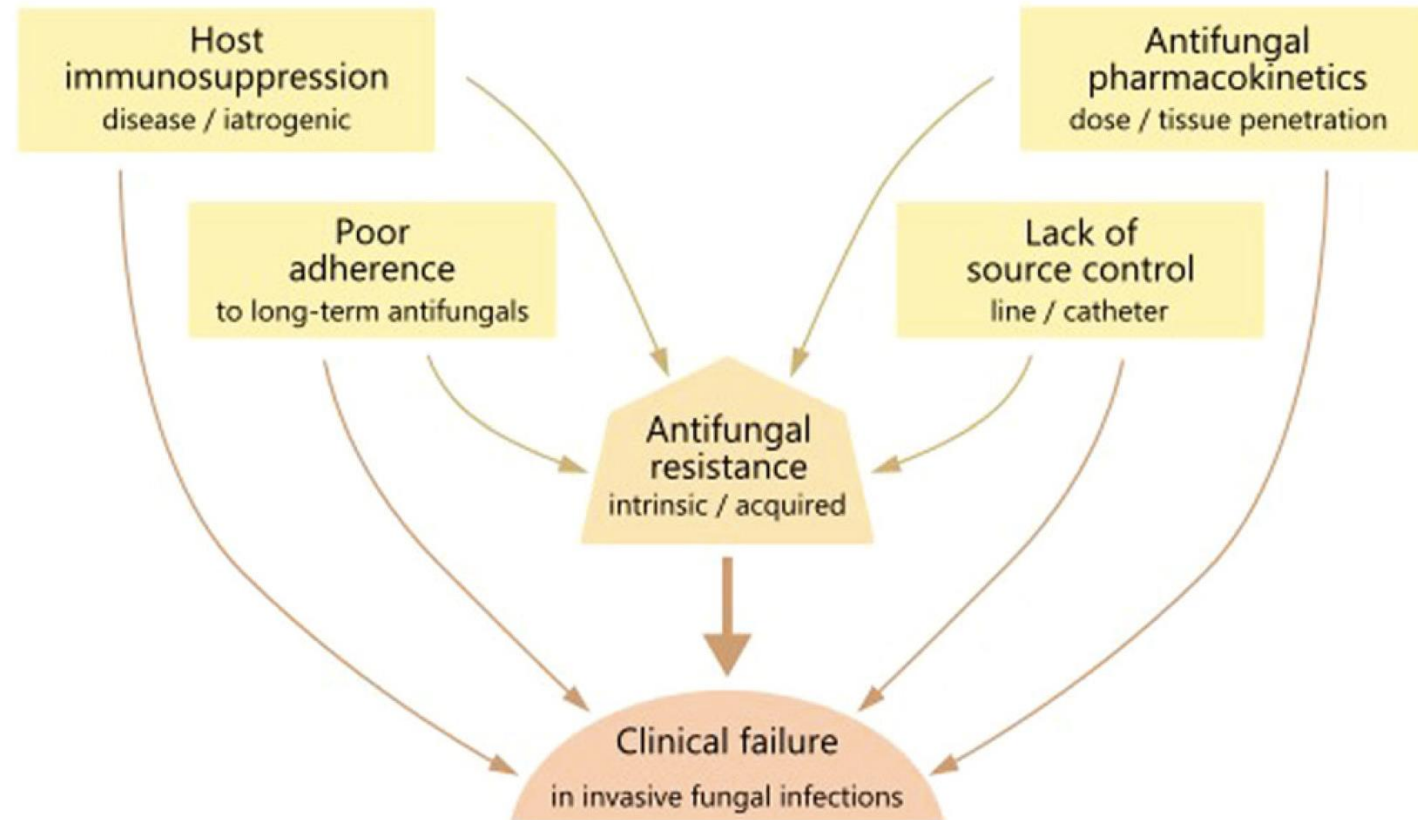 Host
immunosuppression
disease / iatrogenic
Antifungal
pharmacokinetics
dose / tissue penetration
Poor
adherence
to long-term antifungals
Lack of
source control
line / catheter
Antifungal
resistance
intrinsic / acquired
Clinical failure
in invasive fungal infections